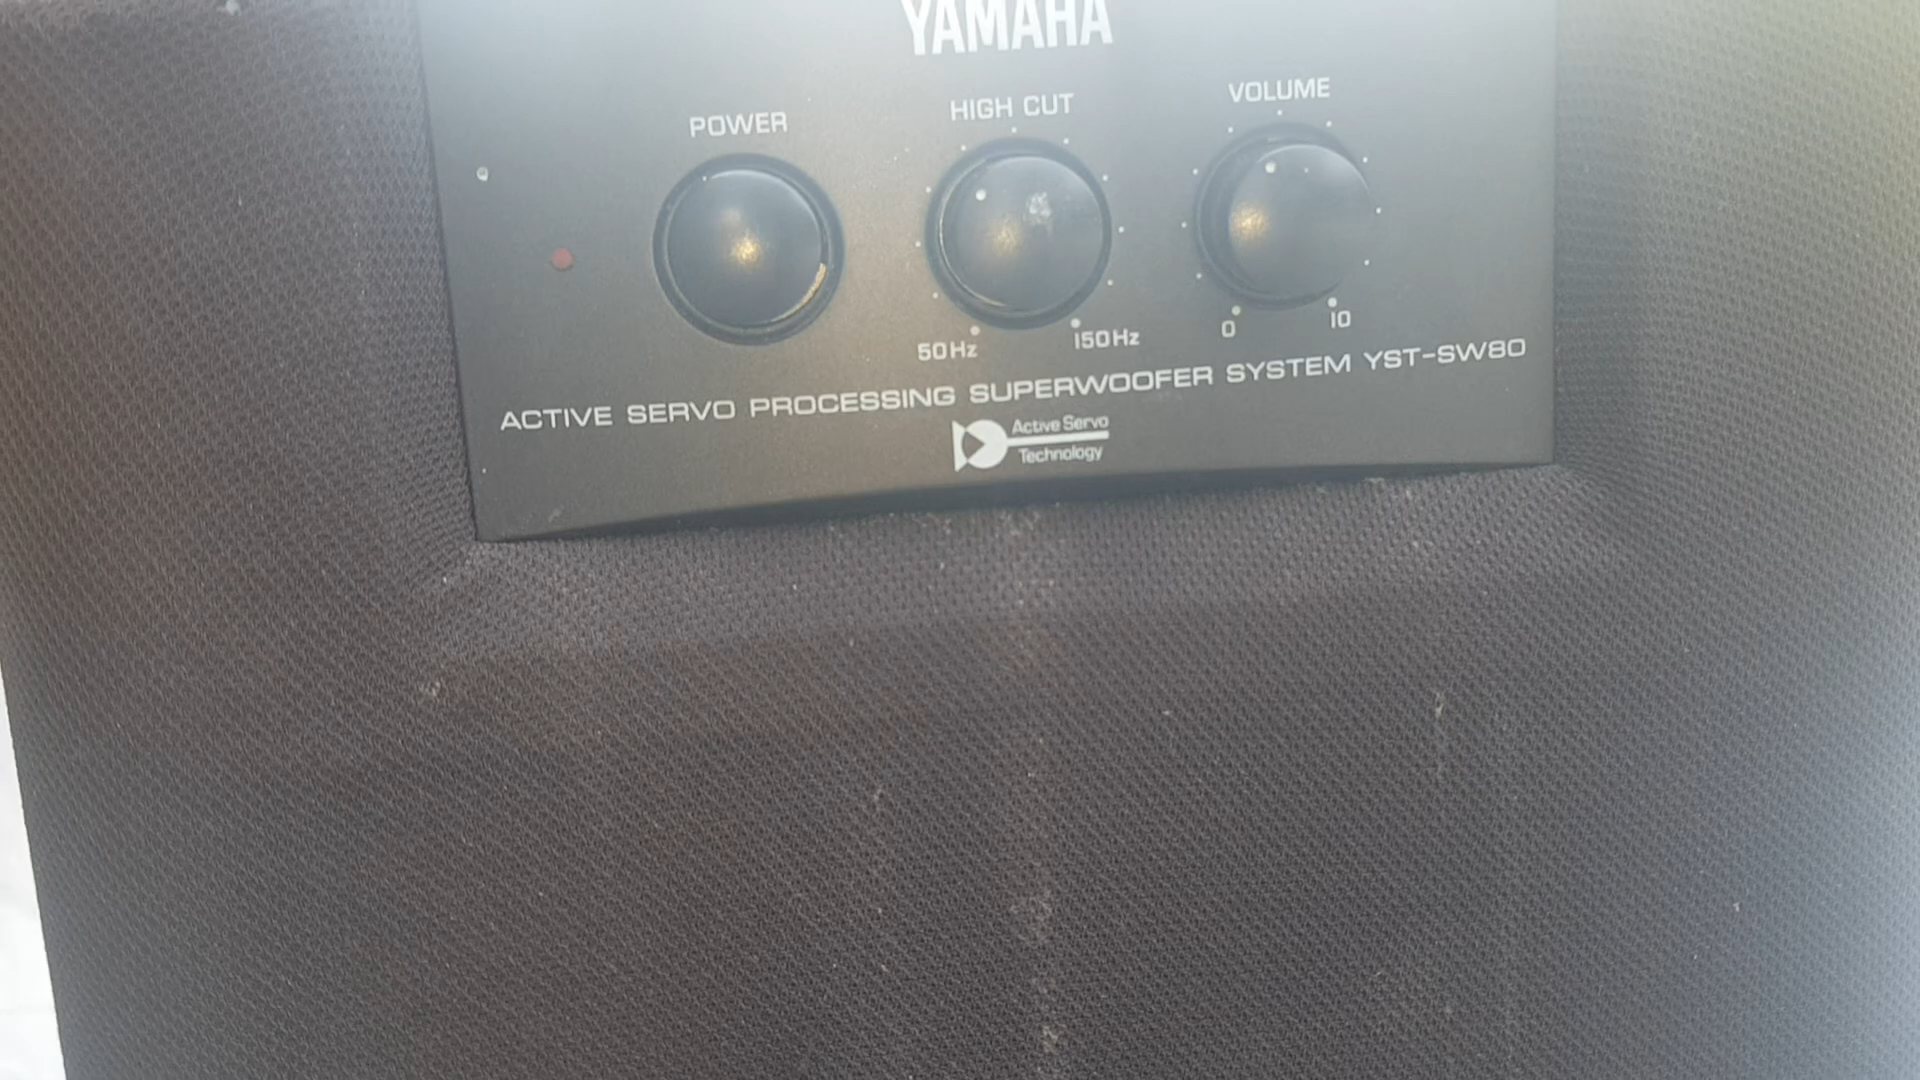 YAMAHA
POWER
HIGH CUT
VOLUME
50Hz
150Hz
0
10
ACTIVE SERVO PROCESSING SUPERWOOFER SYSTEM YST-SW80
Active Servo
Technology